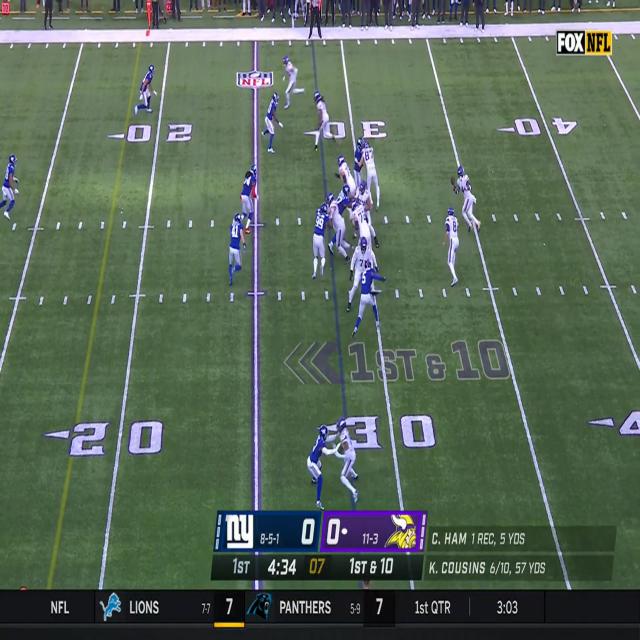 FOX NFL
NFL
20 30 40
1ST & 10
20 30 4
NY 8-5-1 0 0 11-3
C. HAM 1 REC, 5 YDS
1ST 4:34 07 1ST & 10
K. COUSINS 6/10, 57 YDS
NFL LIONS 7-7 7 PANTHERS 5-9 7 1st QTR 3:03